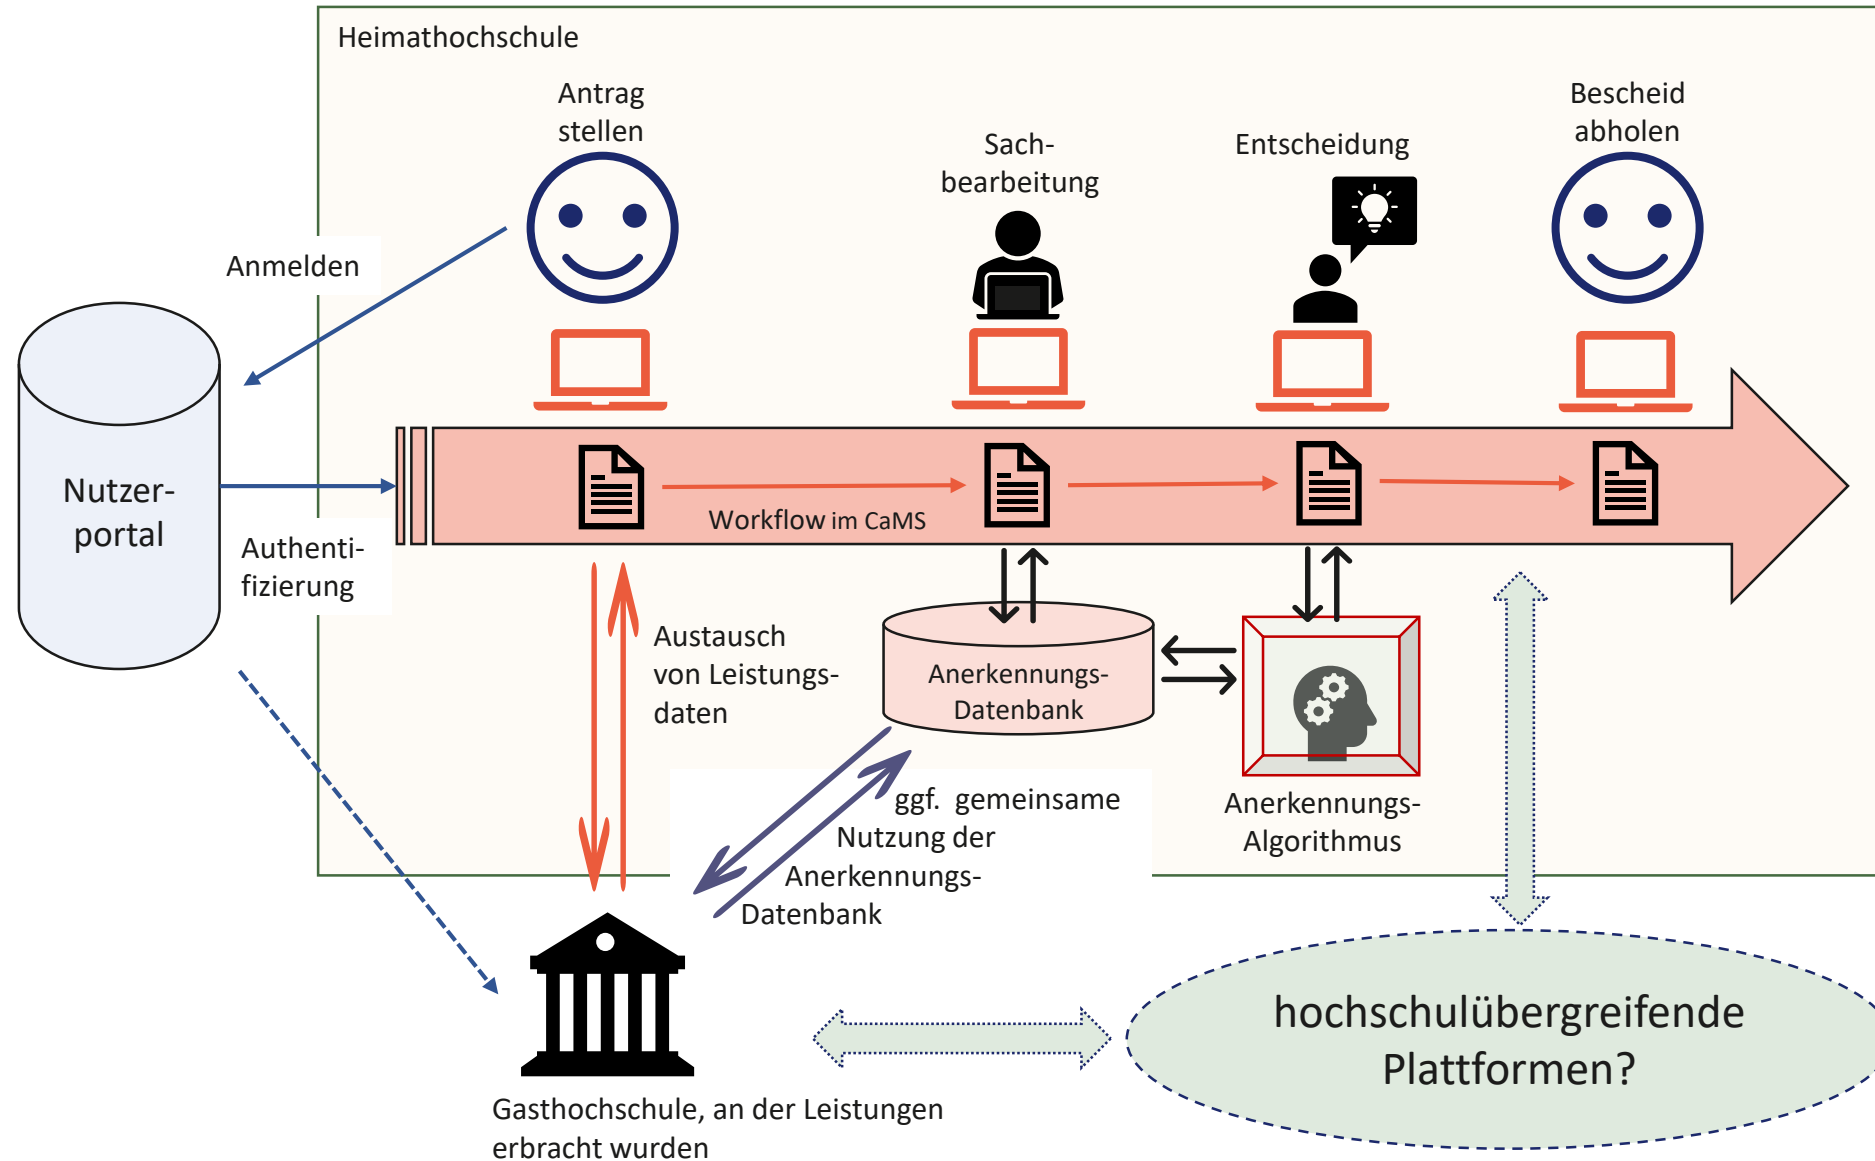 Heimathochschule
Antrag
stellen
Sach-
bearbeitung
Entscheidung
Bescheid
abholen
Anmelden
Nutzer-
portal
Authenti-
fizierung
Workflow im CaMS
Austausch
von Leistungs-
daten
Anerkennungs-
Datenbank
ggf. gemeinsame
Nutzung der
Anerkennungs-
Datenbank
Anerkennungs-
Algorithmus
hochschulübergreifende
Plattformen?
Gasthochschule, an der Leistungen
erbracht wurden